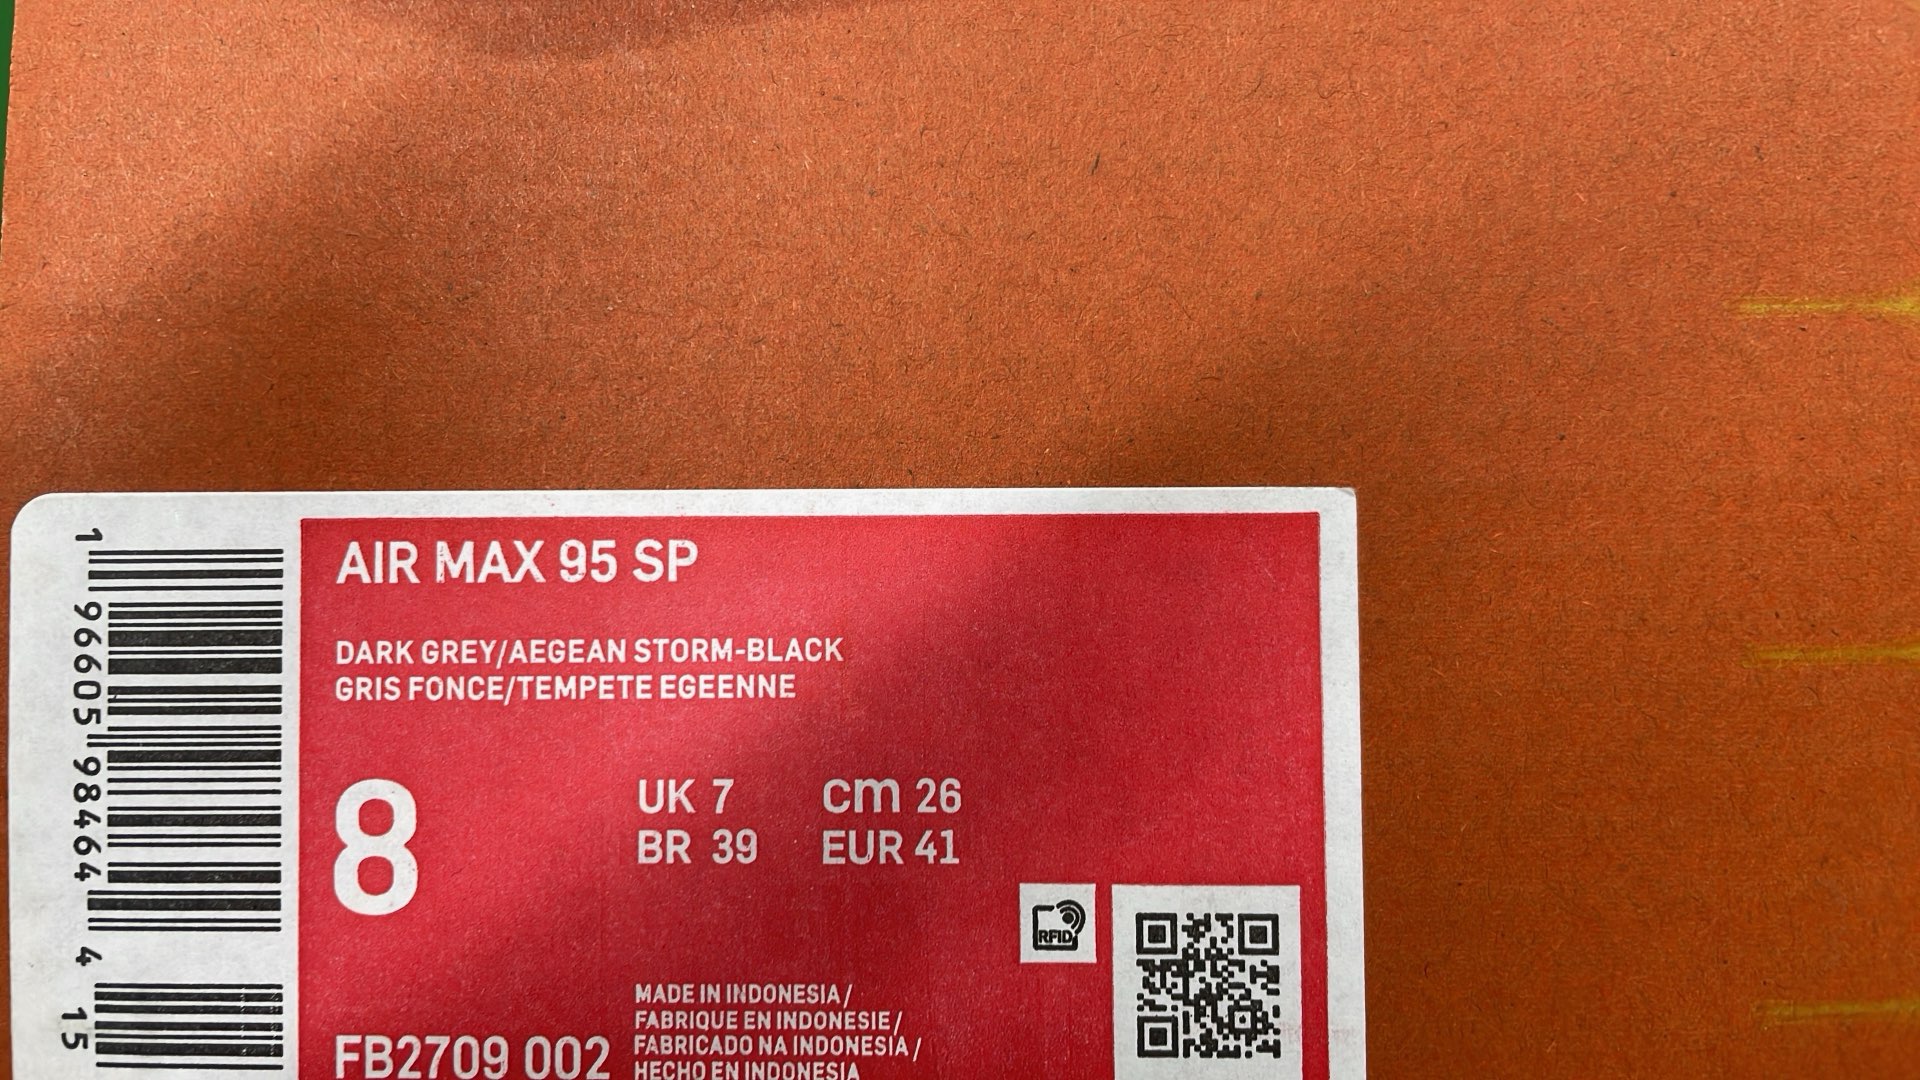 AIR MAX 95 SP
DARK GREY/AEGEAN STORM-BLACK
GRIS FONCE/TEMPETE EGEENNE
8
UK 7
cm 26
BR 39
EUR 41
RFID
MADE IN INDONESIA/
FABRIQUE EN INDONESIE/
FABRICADO NA INDONESIA/
HECHO EN INDONESIA
FB2709 002
1 96605 98464 4 15